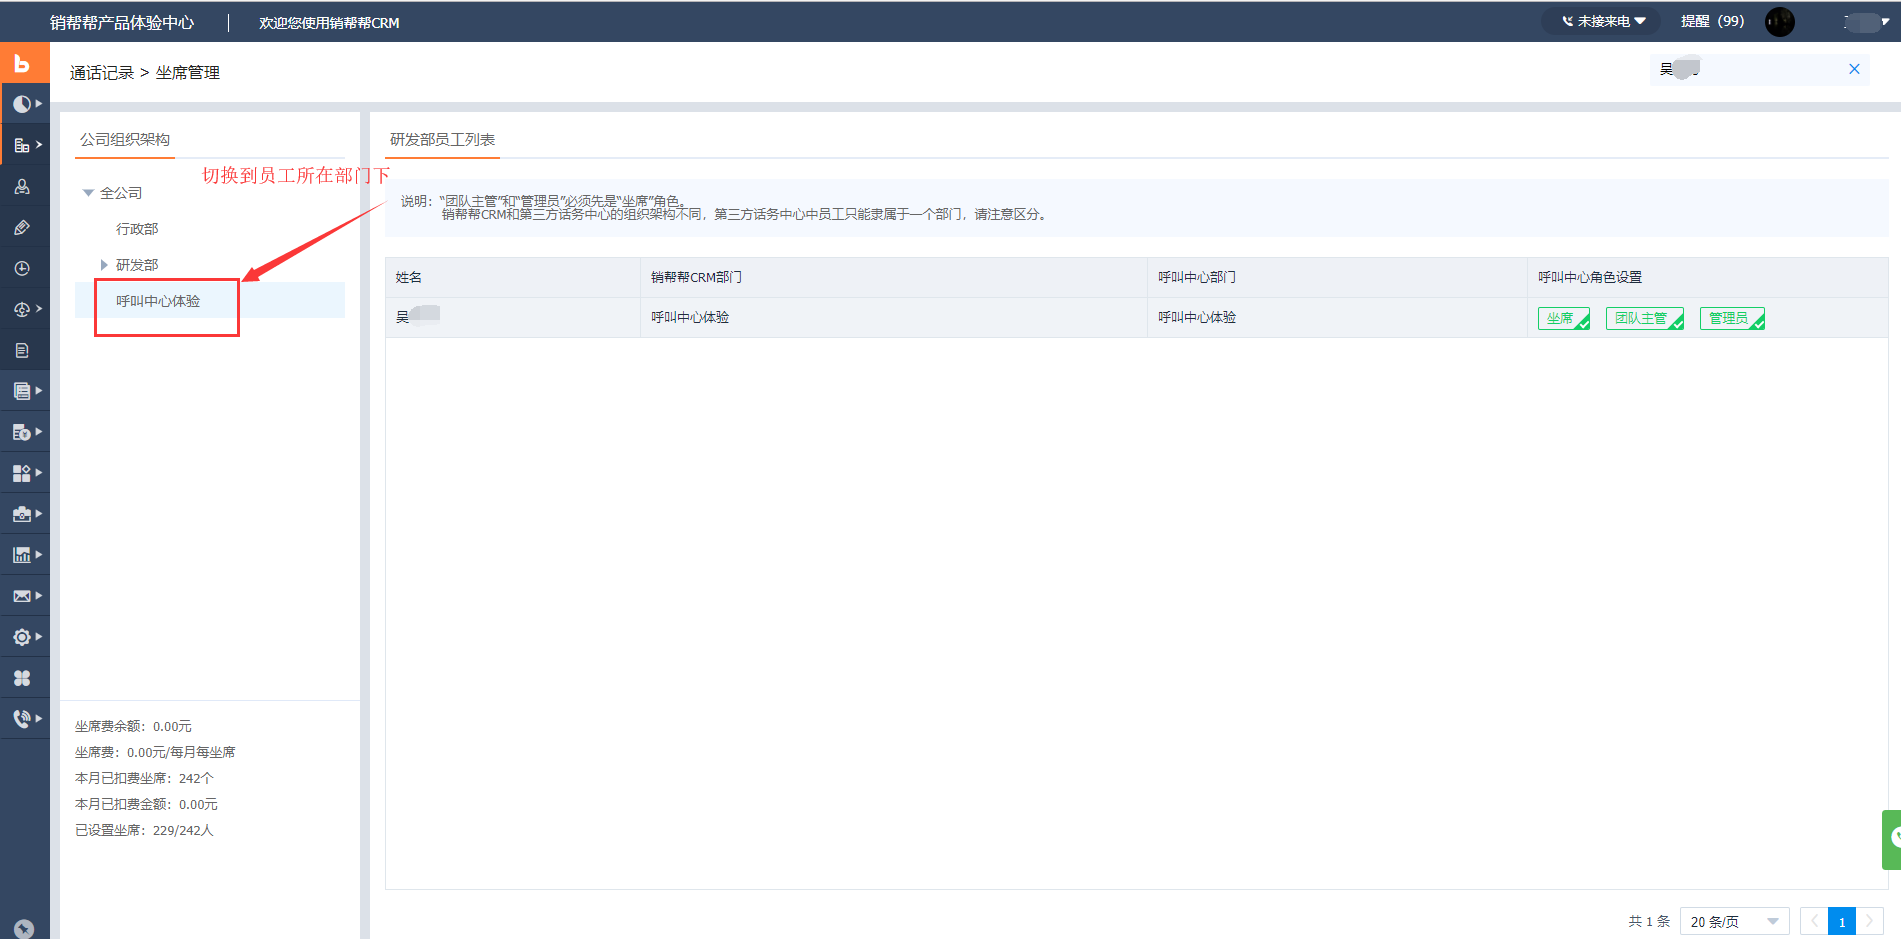 销帮帮产品体验中心
欢迎您使用销帮帮CRM
未接来电
提醒（99）
通话记录 > 坐席管理
吴
公司组织架构
切换到员工所在部门下
全公司
行政部
研发部
呼叫中心体验
坐席费余额：0.00元
坐席费：0.00元/每月每坐席
本月已扣费坐席：242个
本月已扣费金额：0.00元
已设置坐席：229/242人
研发部员工列表
说明：“团队主管”和“管理员”必须先是“坐席”角色。
销帮帮CRM和第三方话务中心的组织架构不同，第三方话务中心中员工只能隶属于一个部门，请注意区分。
姓名 销帮帮CRM部门 呼叫中心部门 呼叫中心角色设置
吴 呼叫中心体验 呼叫中心体验 坐席 团队主管 管理员
共 1 条 20 条/页 1